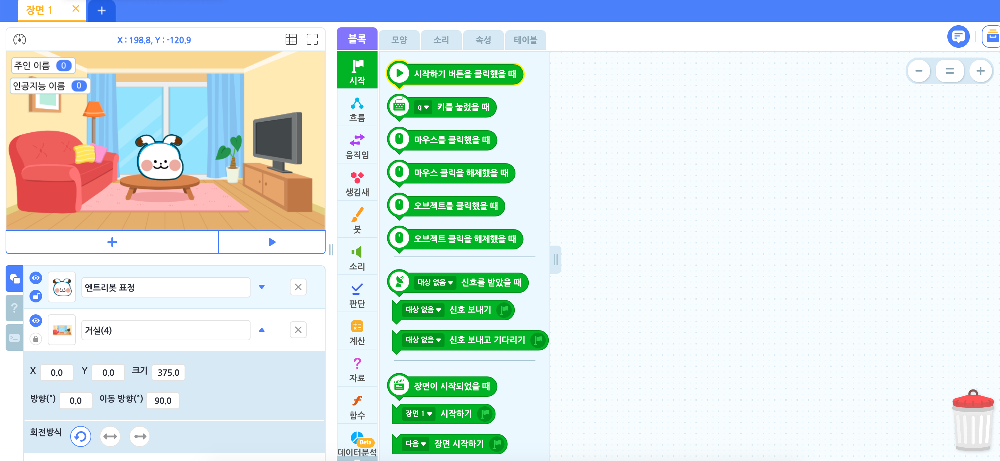 장면 1
X : 198.8, Y : -120.9
주인 이름 0
인공지능 이름 0
엔트리봇 표정
거실(4)
X 0.0 Y 0.0 크기 375.0
방향(°) 0.0 이동 방향(°) 90.0
회전방식
블록 모양 소리 속성 테이블
시작
흐름
움직임
생김새
붓
소리
판단
계산
자료
함수
Beta
데이터분석
시작하기 버튼을 클릭했을 때
q 키를 눌렀을 때
마우스를 클릭했을 때
마우스 클릭을 해제했을 때
오브젝트를 클릭했을 때
오브젝트 클릭을 해제했을 때
대상 없음 신호를 받았을 때
대상 없음 신호 보내기
대상 없음 신호 보내고 기다리기
장면이 시작되었을 때
장면 1 시작하기
다음 장면 시작하기